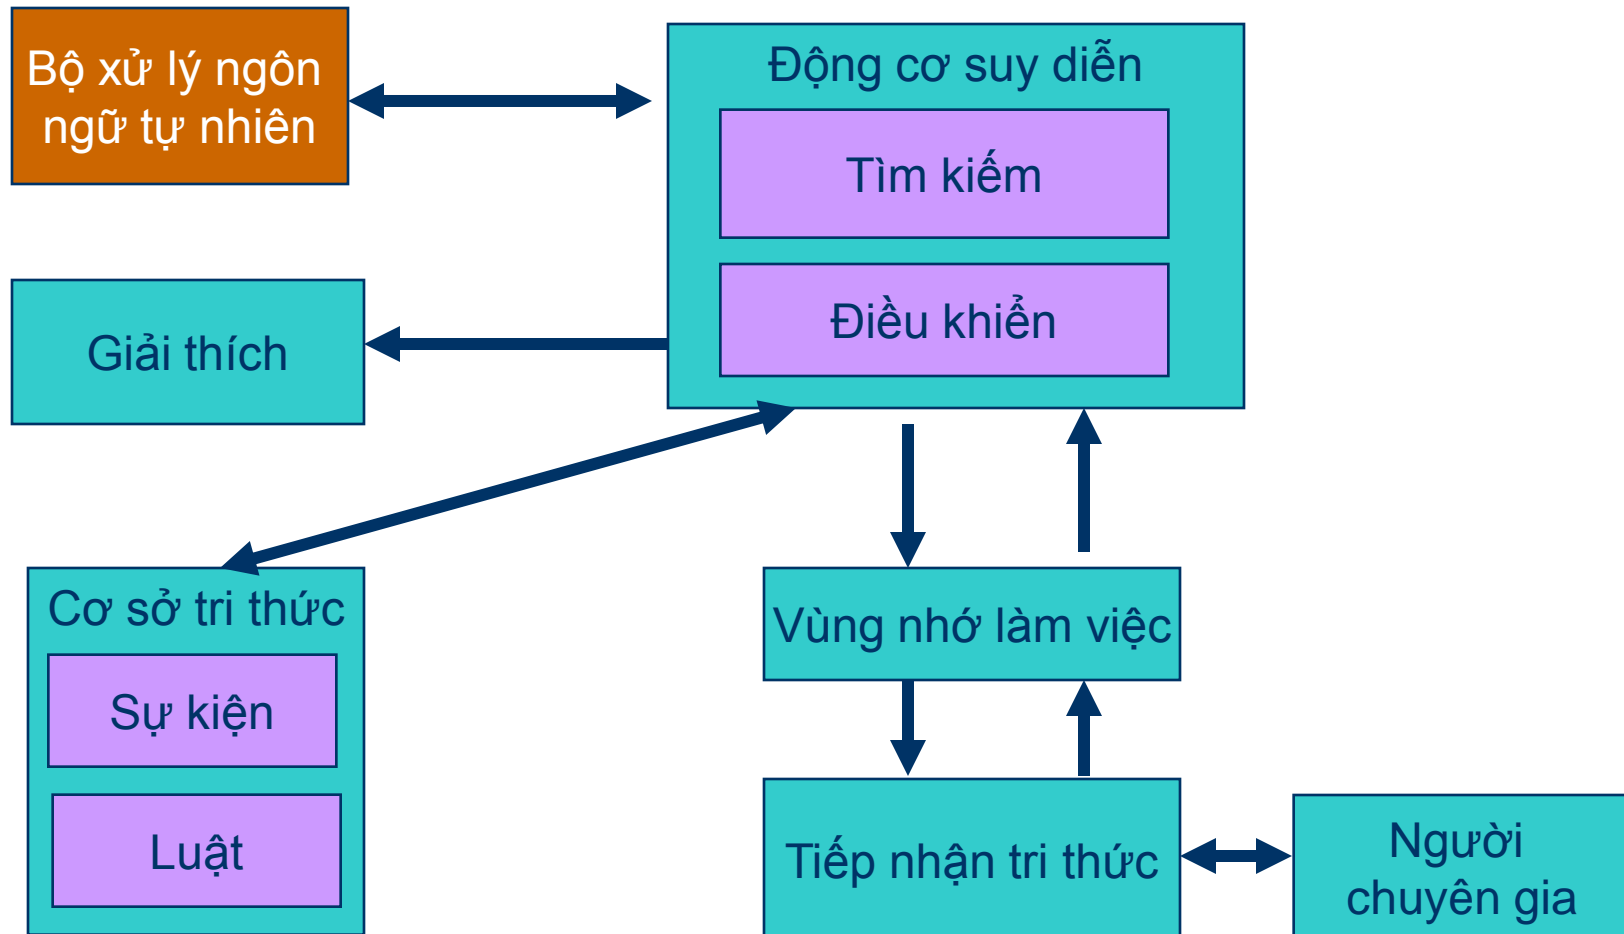 Bộ xử lý ngôn
ngữ tự nhiên
Động cơ suy diễn
Tìm kiếm
Điều khiển
Giải thích
Cơ sở tri thức
Sự kiện
Luật
Vùng nhớ làm việc
Tiếp nhận tri thức
Người
chuyên gia